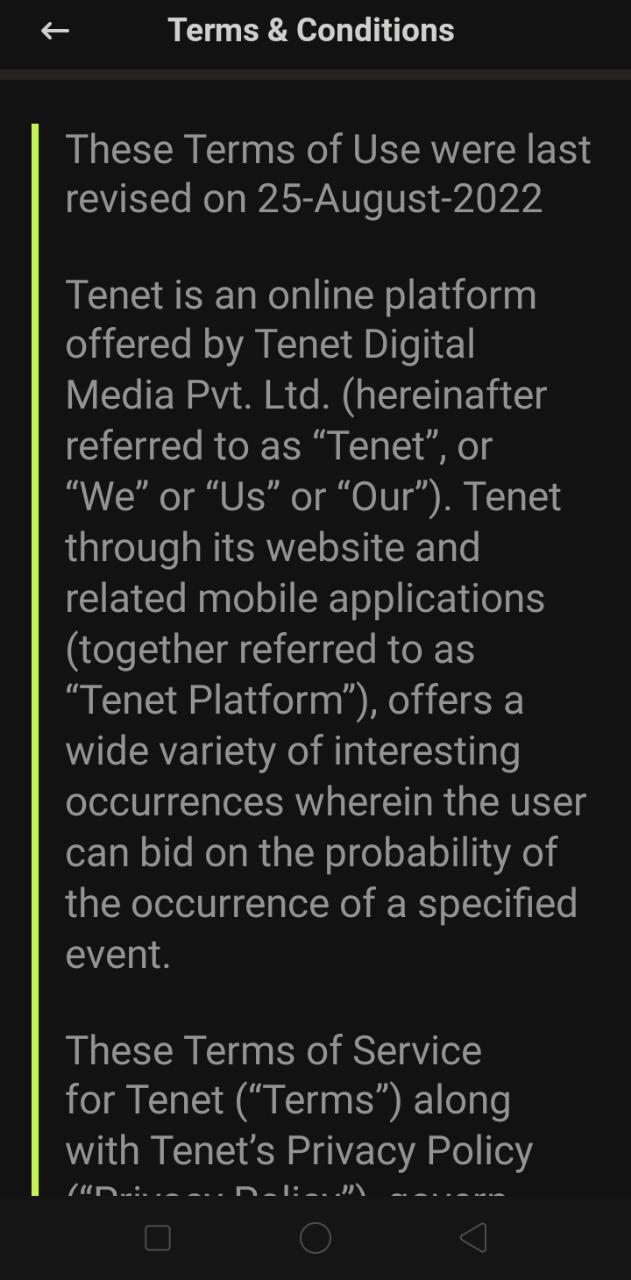 Terms & Conditions
These Terms of Use were last
revised on 25-August-2022
Tenet is an online platform
offered by Tenet Digital
Media Pvt. Ltd. (hereinafter
referred to as “Tenet”, or
“We” or “Us” or “Our”). Tenet
through its website and
related mobile applications
(together referred to as
“Tenet Platform”), offers a
wide variety of interesting
occurrences wherein the user
can bid on the probability of
the occurrence of a specified
event.
These Terms of Service
for Tenet (“Terms”) along
with Tenet’s Privacy Policy
(“Privacy Policy”), govern